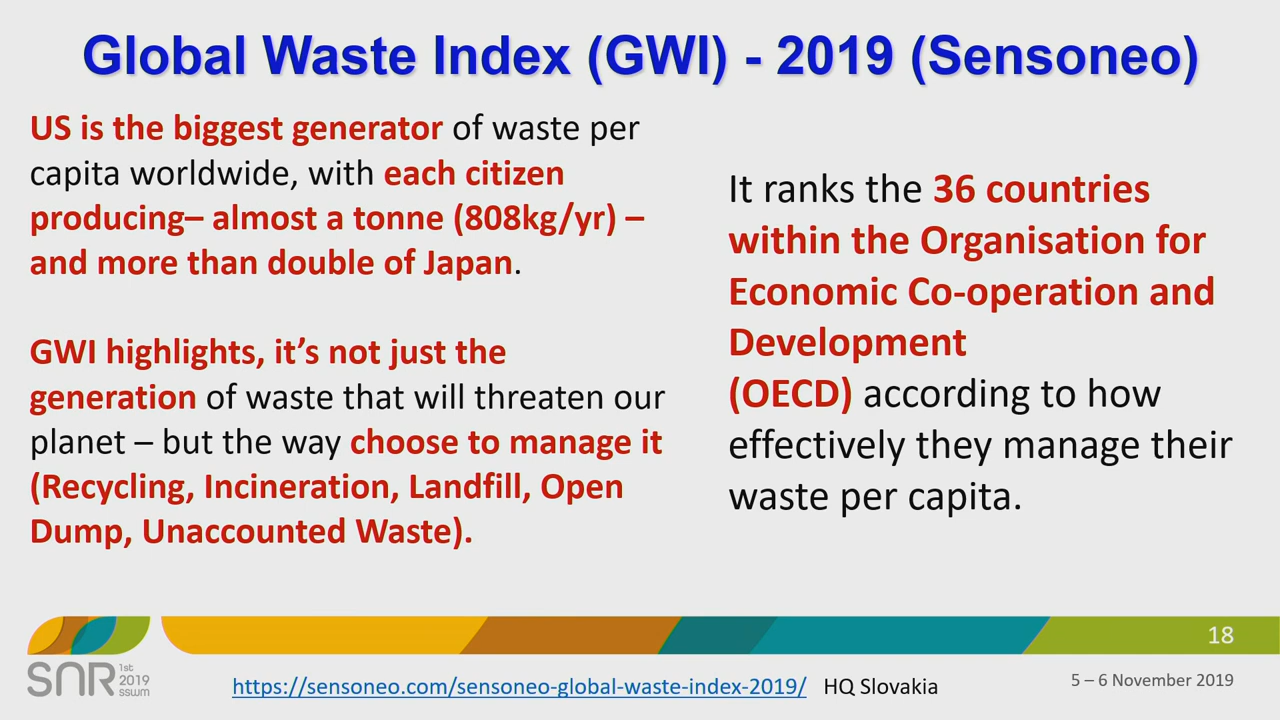 Global Waste Index (GWI) - 2019 (Sensoneo)
US is the biggest generator of waste per
capita worldwide, with each citizen
producing– almost a tonne (808kg/yr) –
and more than double of Japan.
GWI highlights, it’s not just the
generation of waste that will threaten our
planet – but the way choose to manage it
(Recycling, Incineration, Landfill, Open
Dump, Unaccounted Waste).
It ranks the 36 countries
within the Organisation for
Economic Co-operation and
Development
(OECD) according to how
effectively they manage their
waste per capita.
18
SNR 1st
2019
sswm
https://sensoneo.com/sensoneo-global-waste-index-2019/ HQ Slovakia
5 – 6 November 2019